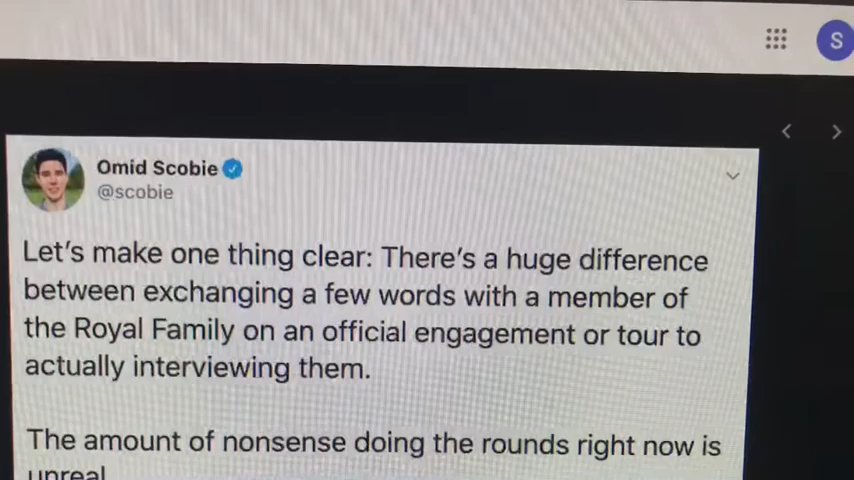 S
Omid Scobie
@scobie
Let's make one thing clear: There's a huge difference
between exchanging a few words with a member of
the Royal Family on an official engagement or tour to
actually interviewing them.
The amount of nonsense doing the rounds right now is
unreal